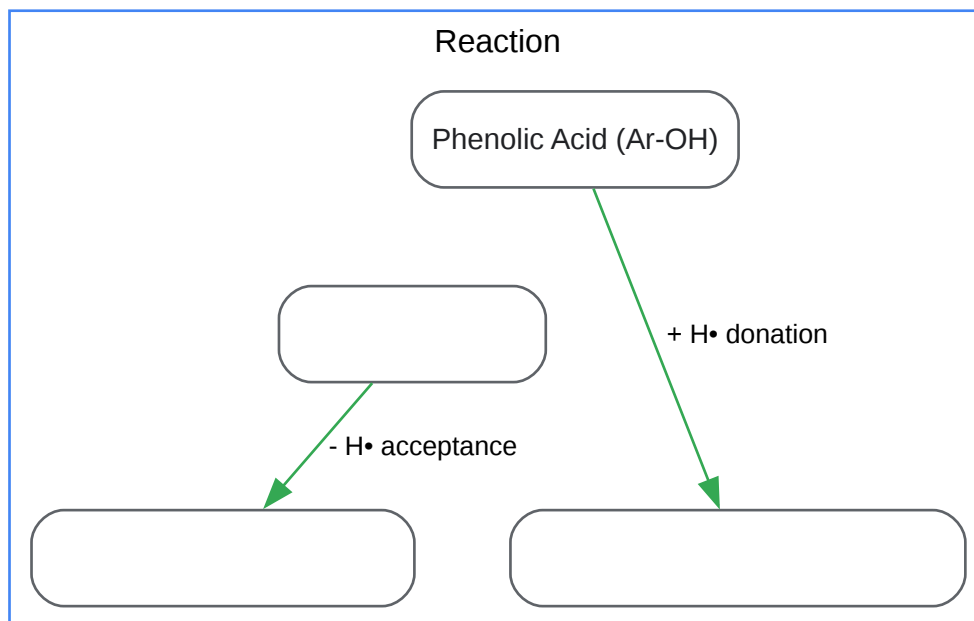 Reaction
Phenolic Acid (Ar-OH)
+ H• donation
- H• acceptance